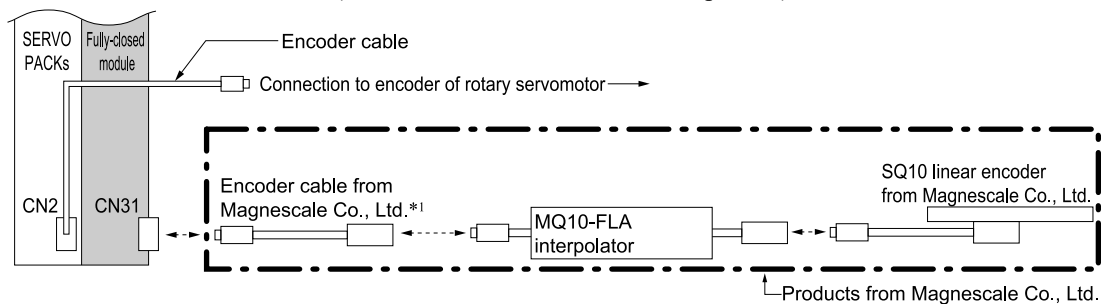 SERVO
PACKs
Fully-closed
module
Encoder cable
Connection to encoder of rotary servomotor
CN2
CN31
Encoder cable from
Magnescale Co., Ltd.*1
MQ10-FLA
interpolator
SQ10 linear encoder
from Magnescale Co., Ltd.
Products from Magnescale Co., Ltd.